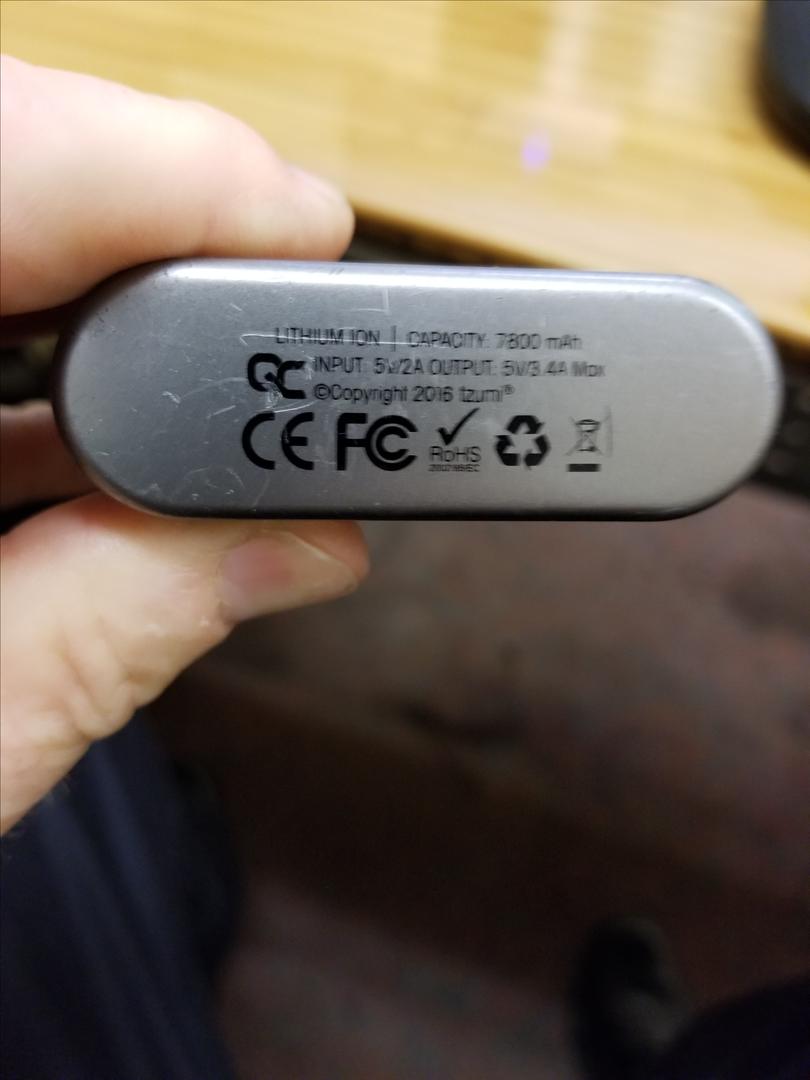 LITHIUM ION | CAPACITY: 7800 mAh
QC INPUT: 5V/2A OUTPUT: 5V/3.4A Max
©Copyright 2016 tzumi®
CE FC RoHS